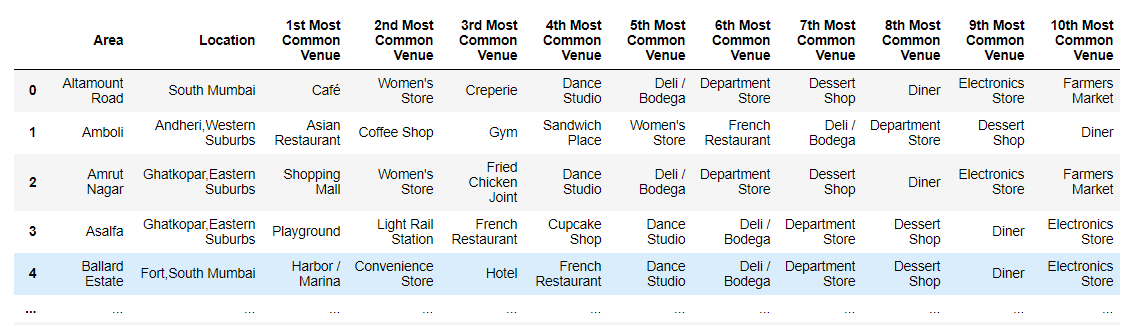 Area Location 1st Most Common Venue 2nd Most Common Venue 3rd Most Common Venue 4th Most Common Venue 5th Most Common Venue 6th Most Common Venue 7th Most Common Venue 8th Most Common Venue 9th Most Common Venue 10th Most Common Venue
0 Altamount Road South Mumbai Café Women's Store Creperie Dance Studio Deli / Bodega Department Store Dessert Shop Diner Electronics Store Farmers Market
1 Amboli Andheri,Western Suburbs Asian Restaurant Coffee Shop Gym Sandwich Place Women's Store French Restaurant Deli / Bodega Department Store Dessert Shop Diner
2 Amrut Nagar Ghatkopar,Eastern Suburbs Shopping Mall Women's Store Fried Chicken Joint Dance Studio Deli / Bodega Department Store Dessert Shop Diner Electronics Store Farmers Market
3 Asalfa Ghatkopar,Eastern Suburbs Playground Light Rail Station French Restaurant Cupcake Shop Dance Studio Deli / Bodega Department Store Dessert Shop Diner Electronics Store
4 Ballard Estate Fort,South Mumbai Harbor / Marina Convenience Store Hotel French Restaurant Dance Studio Deli / Bodega Department Store Dessert Shop Diner Electronics Store
... ... ... ... ... ... ... ... ... ... ... ... ...